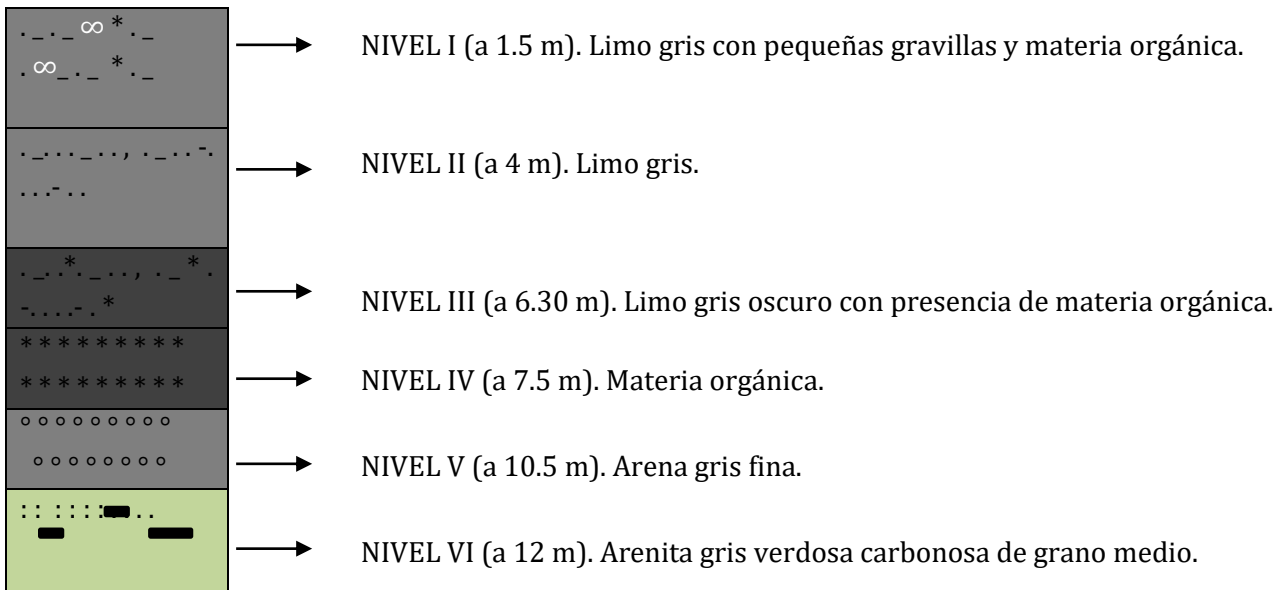 NIVEL I (a 1.5 m). Limo gris con pequeñas gravillas y materia orgánica.
NIVEL II (a 4 m). Limo gris.
NIVEL III (a 6.30 m). Limo gris oscuro con presencia de materia orgánica.
NIVEL IV (a 7.5 m). Materia orgánica.
NIVEL V (a 10.5 m). Arena gris fina.
NIVEL VI (a 12 m). Arenita gris verdosa carbonosa de grano medio.